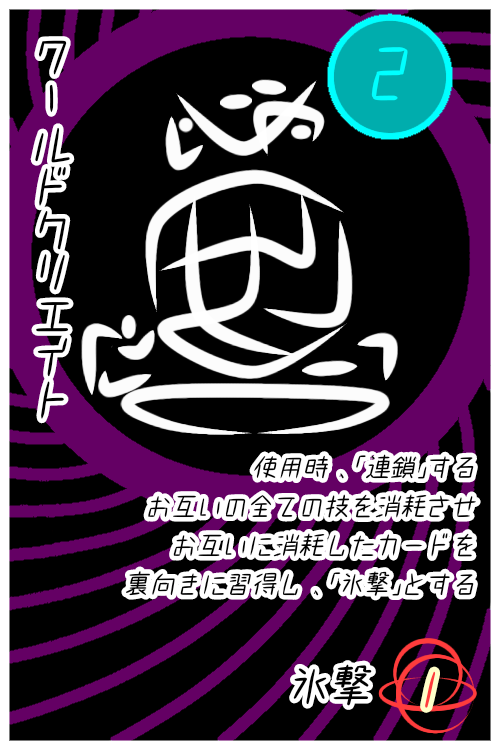 ワールドクリエイト
2
使用時、「連鎖」する
お互いの全ての技を消耗させ
お互いに消耗したカードを
裏向きに習得し、「氷撃」とする
氷撃 1